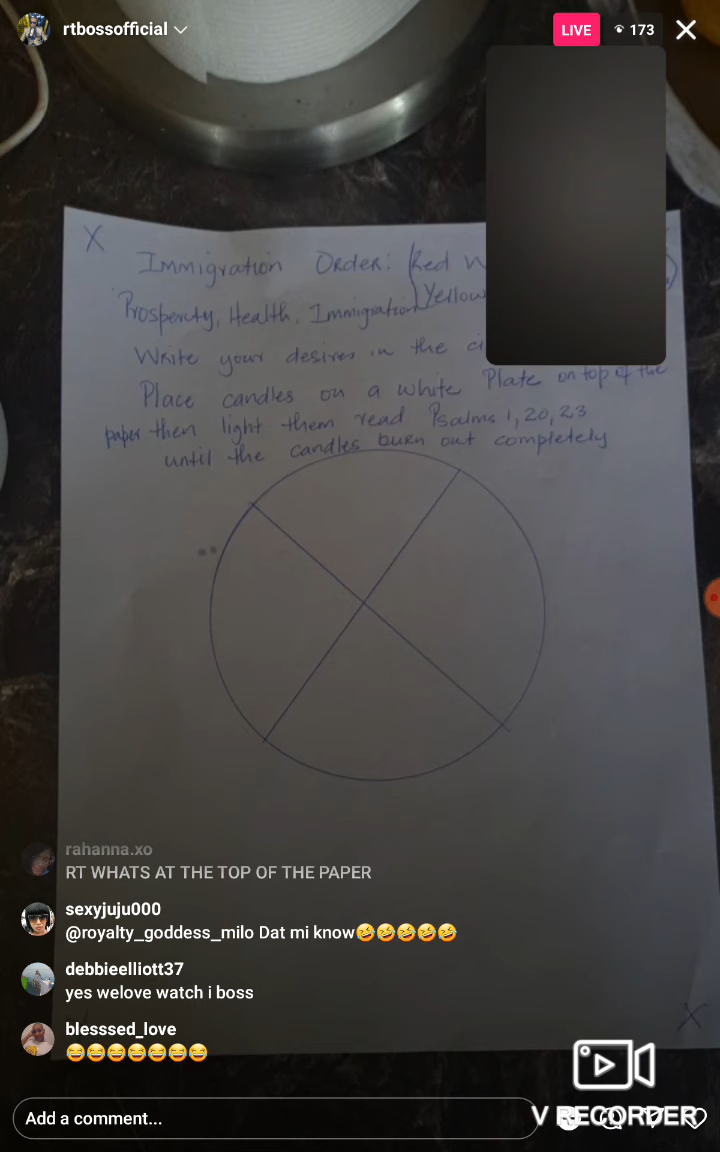 rtbossofficial
LIVE
173
X
Immigration Order: (Red
Prosperity, Health, Immigration Yellow
Write your desires in the
Place candles on a white Plate on top of the
paper then light them read Psalms 1, 20, 23
until the candles burn out completely
rahanna.xo
RT WHATS AT THE TOP OF THE PAPER
sexyjuju000
@royalty_goddess_milo Dat mi know🤣🤣🤣🤣🤣
debbieelliott37
yes welove watch i boss
blesssed_love
😂😂😂😂😂😂😂
X
Add a comment...
V RECORDER